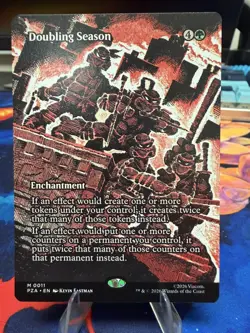 Doubling Season 4
Enchantment
If an effect would create one or more
tokens under your control, it creates twice
that many of those tokens instead.
If an effect would put one or more
counters on a permanent you control, it
puts twice that many of those counters on
that permanent instead.
M 0011
PZA • EN Kevin Eastman
©2026 Viacom.
™ & © 2026 Wizards of the Coast